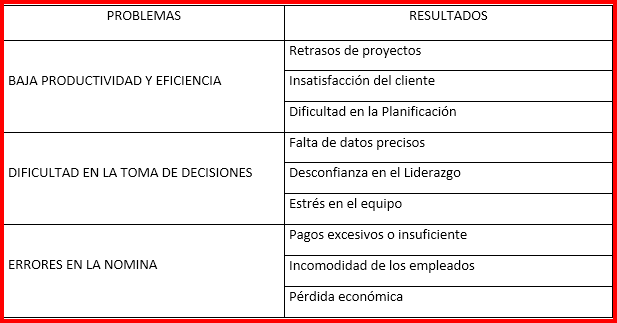 PROBLEMAS
RESULTADOS
BAJA PRODUCTIVIDAD Y EFICIENCIA
Retrasos de proyectos
Insatisfacción del cliente
Dificultad en la Planificación
DIFICULTAD EN LA TOMA DE DECISIONES
Falta de datos precisos
Desconfianza en el Liderazgo
Estrés en el equipo
ERRORES EN LA NOMINA
Pagos excesivos o insuficiente
Incomodidad de los empleados
Pérdida económica